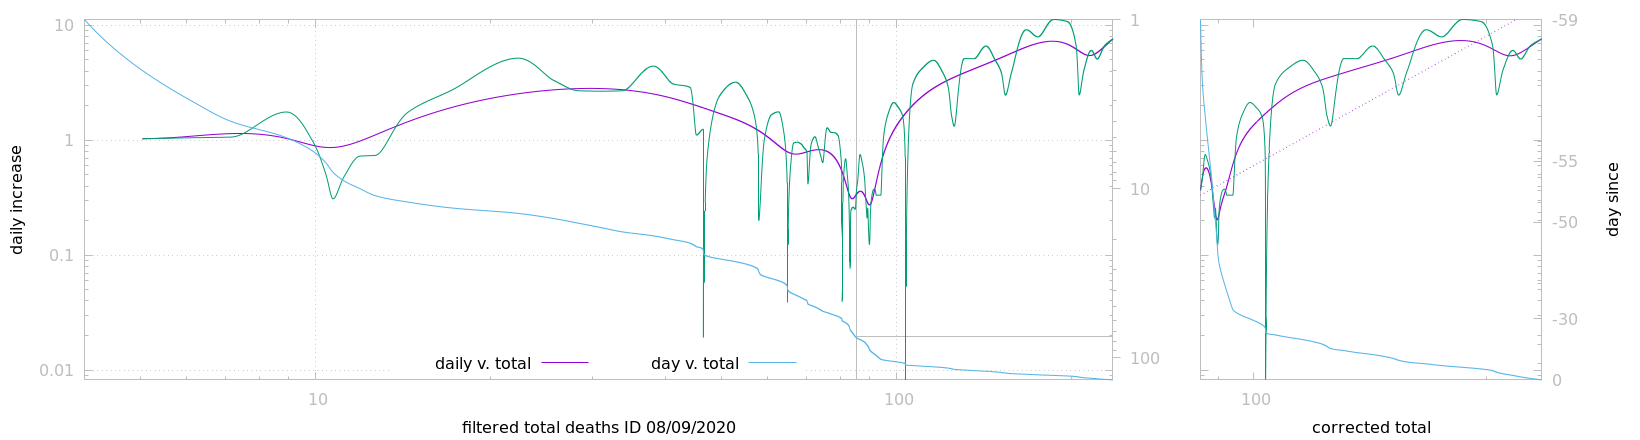 10
1
0.1
0.01
daily increase
10
100
1
10
100
daily v. total
day v. total
filtered total deaths ID 08/09/2020
100
-59
-55
-50
-30
0
day since
corrected total